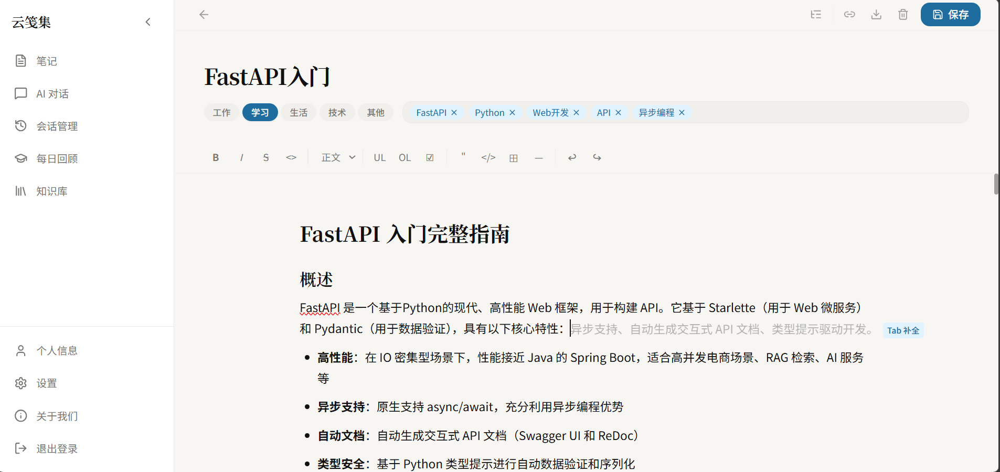 云笺集
笔记
AI 对话
会话管理
每日回顾
知识库
个人信息
设置
关于我们
退出登录
保存
FastAPI入门
工作 学习 生活 技术 其他 FastAPI × Python × Web开发 × API × 异步编程 ×
B I S <> 正文 UL OL ☑ " </> ⊞ — ↩ ↪
FastAPI 入门完整指南
概述
FastAPI 是一个基于Python的现代、高性能 Web 框架，用于构建 API。它基于 Starlette（用于 Web 微服务）
和 Pydantic（用于数据验证），具有以下核心特性：异步支持、自动生成交互式 API 文档、类型提示驱动开发。 Tab 补全
• 高性能：在 IO 密集型场景下，性能接近 Java 的 Spring Boot，适合高并发电商场景、RAG 检索、AI 服务
等
• 异步支持：原生支持 async/await，充分利用异步编程优势
• 自动文档：自动生成交互式 API 文档（Swagger UI 和 ReDoc）
• 类型安全：基于 Python 类型提示进行自动数据验证和序列化